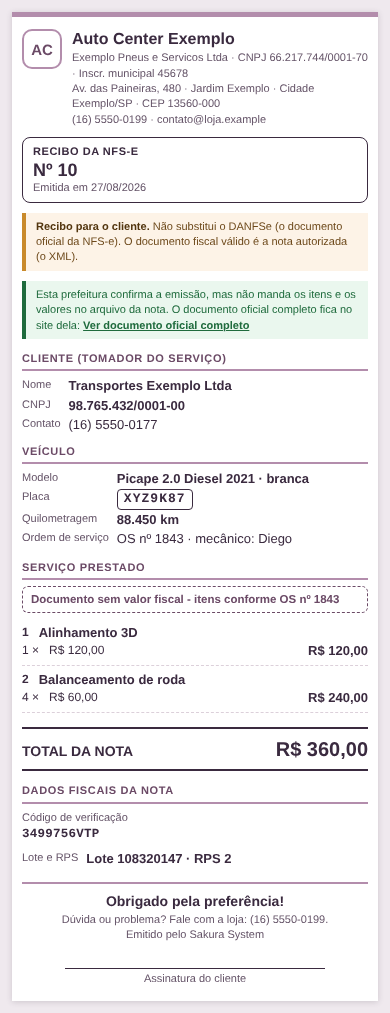 AC
Auto Center Exemplo
Exemplo Pneus e Serviços Ltda · CNPJ 66.217.744/0001-70
· Inscr. municipal 45678
Av. das Paineiras, 480 · Jardim Exemplo · Cidade
Exemplo/SP · CEP 13560-000
(16) 5550-0199 · contato@loja.example
RECIBO DA NFS-E
Nº 10
Emitida em 27/08/2026
Recibo para o cliente. Não substitui o DANFSe (o documento
oficial da NFS-e). O documento fiscal válido é a nota autorizada
(o XML).
Esta prefeitura confirma a emissão, mas não manda os itens e os
valores no arquivo da nota. O documento oficial completo fica no
site dela: Ver documento oficial completo
CLIENTE (TOMADOR DO SERVIÇO)
Nome Transportes Exemplo Ltda
CNPJ 98.765.432/0001-00
Contato (16) 5550-0177
VEÍCULO
Modelo Picape 2.0 Diesel 2021 · branca
Placa XYZ9K87
Quilometragem 88.450 km
Ordem de serviço OS nº 1843 · mecânico: Diego
SERVIÇO PRESTADO
Documento sem valor fiscal - itens conforme OS nº 1843
1 Alinhamento 3D
1 × R$ 120,00 R$ 120,00
2 Balanceamento de roda
4 × R$ 60,00 R$ 240,00
TOTAL DA NOTA R$ 360,00
DADOS FISCAIS DA NOTA
Código de verificação
3499756VTP
Lote e RPS Lote 108320147 · RPS 2
Obrigado pela preferência!
Dúvida ou problema? Fale com a loja: (16) 5550-0199.
Emitido pelo Sakura System
Assinatura do cliente